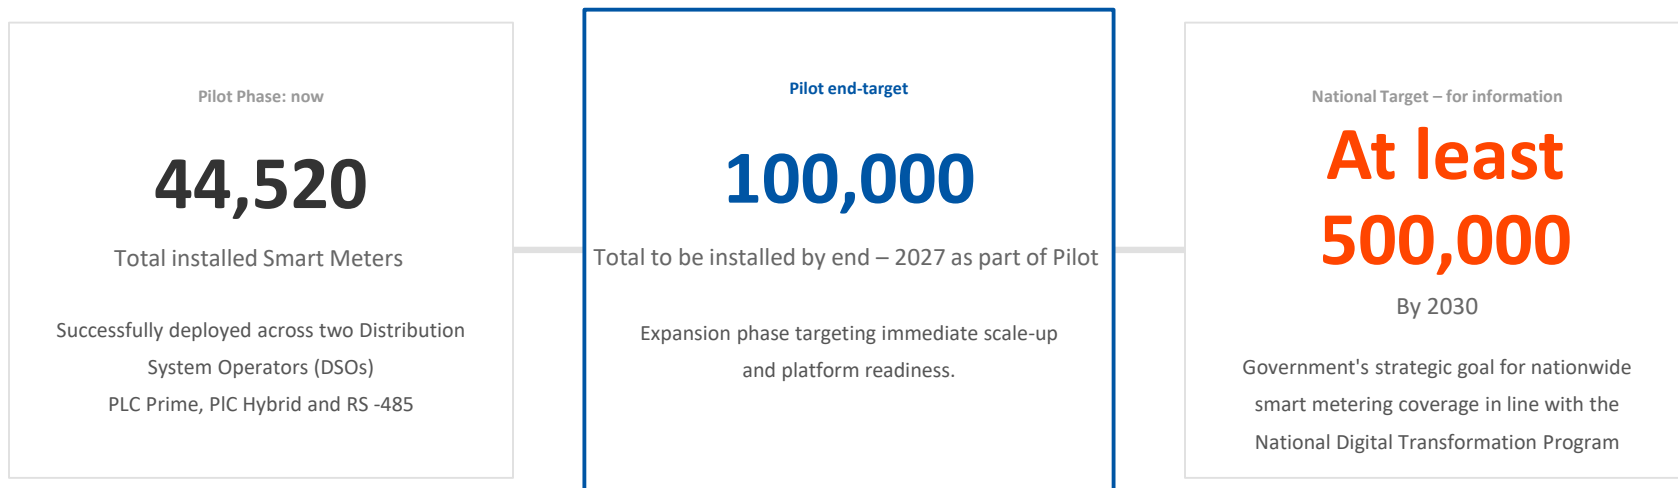 Pilot Phase: now
44,520
Total installed Smart Meters
Successfully deployed across two Distribution
System Operators (DSOs)
PLC Prime, PlC Hybrid and RS -485
Pilot end-target
100,000
Total to be installed by end – 2027 as part of Pilot
Expansion phase targeting immediate scale-up
and platform readiness.
National Target – for information
At least
500,000
By 2030
Government's strategic goal for nationwide
smart metering coverage in line with the
National Digital Transformation Program